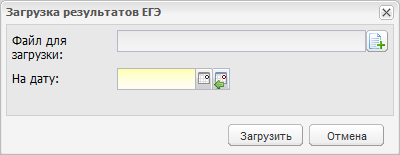 Загрузка результатов ЕГЭ
Файл для
загрузки:
На дату:
Загрузить
Отмена